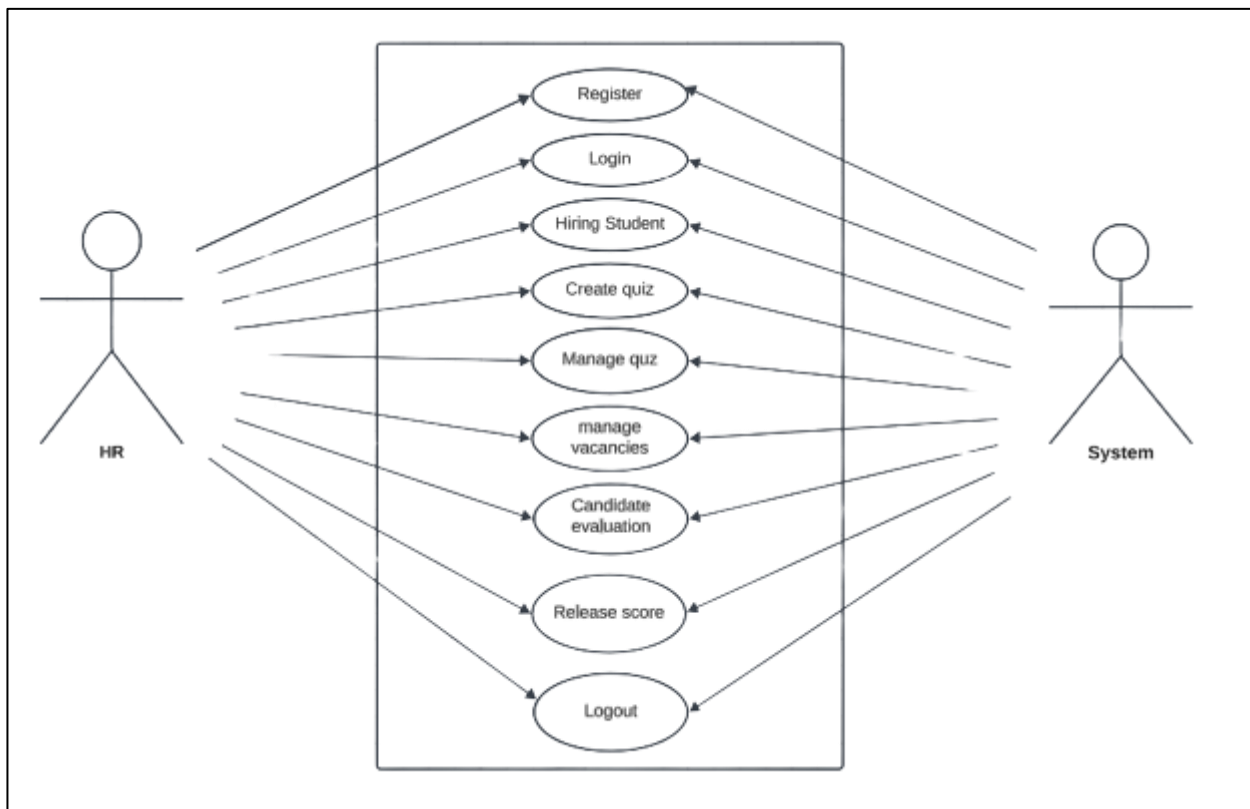 Register
Login
Hiring Student
Create quiz
Manage quz
manage
vacancies
Candidate
evaluation
Release score
Logout
HR
System